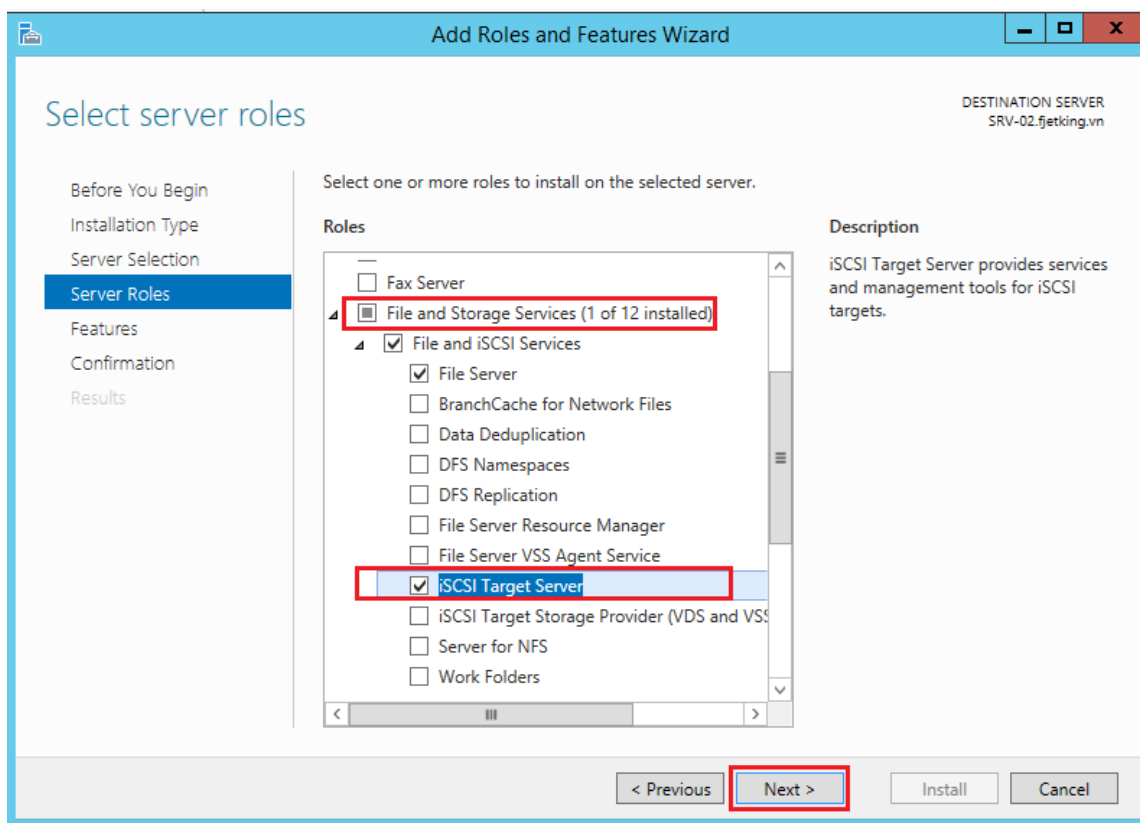 Add Roles and Features Wizard
Select server roles
DESTINATION SERVER
SRV-02.fjetking.vn
Before You Begin
Installation Type
Server Selection
Server Roles
Features
Confirmation
Results
Select one or more roles to install on the selected server.
Roles
Fax Server
File and Storage Services (1 of 12 installed)
File and iSCSI Services
File Server
BranchCache for Network Files
Data Deduplication
DFS Namespaces
DFS Replication
File Server Resource Manager
File Server VSS Agent Service
iSCSI Target Server
iSCSI Target Storage Provider (VDS and VSS
Server for NFS
Work Folders
Description
iSCSI Target Server provides services
and management tools for iSCSI
targets.
< Previous
Next >
Install
Cancel